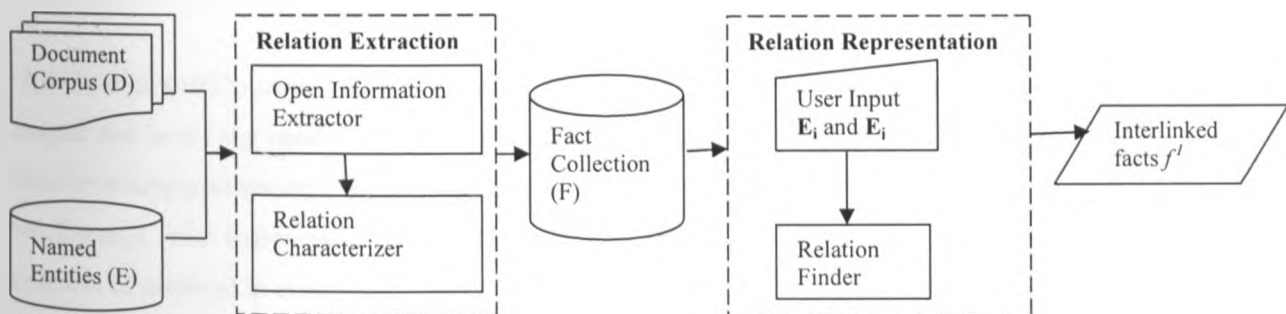 Document
Corpus (D)
Named
Entities (E)
Relation Extraction
Open Information
Extractor
Relation
Characterizer
Fact
Collection
(F)
Relation Representation
User Input
Ei and Ei
Relation
Finder
Interlinked
facts f^I